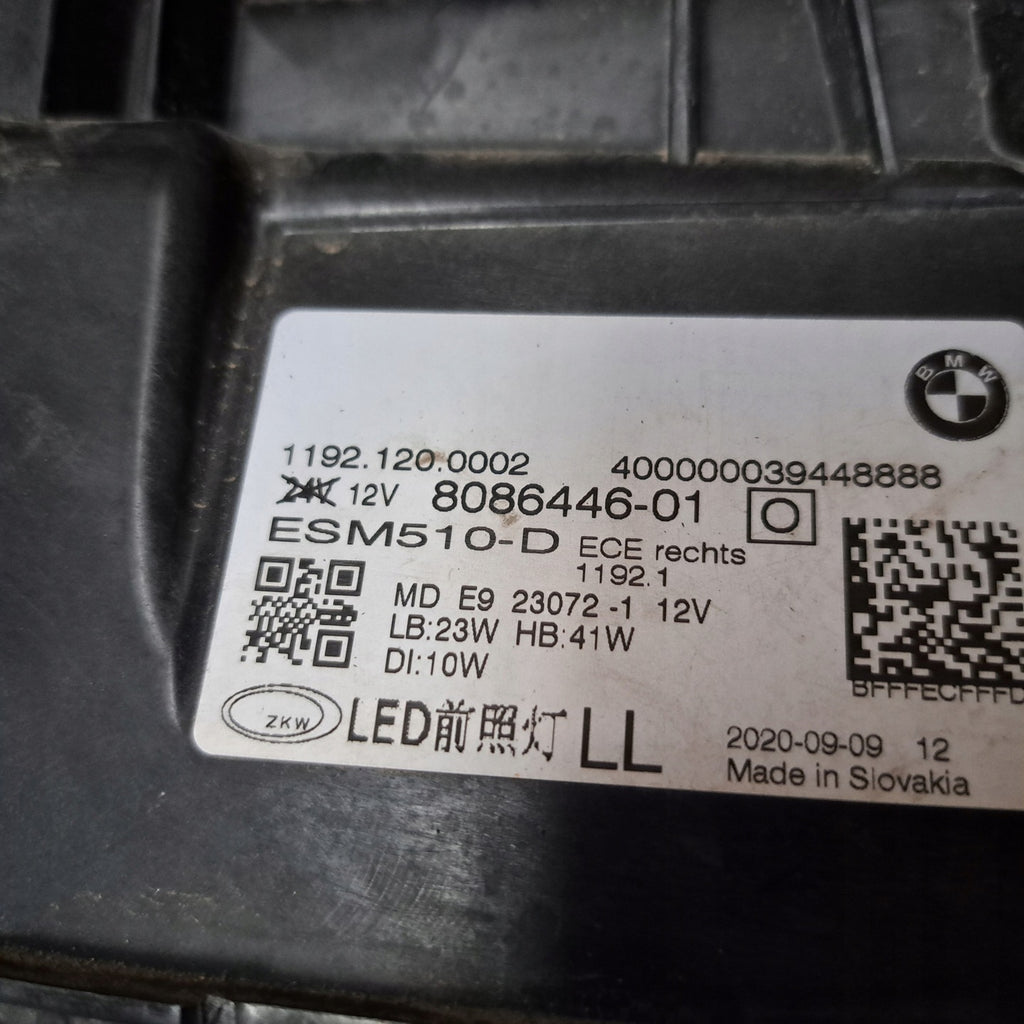 BMW
1192.120.0002 400000039448888
24V 12V 8086446-01 O
ESM510-D ECE rechts
1192.1
MD E9 23072-1 12V
LB:23W HB:41W
DI:10W
BFFFECFFFD
ZKW LED前照灯 LL
2020-09-09 12
Made in Slovakia